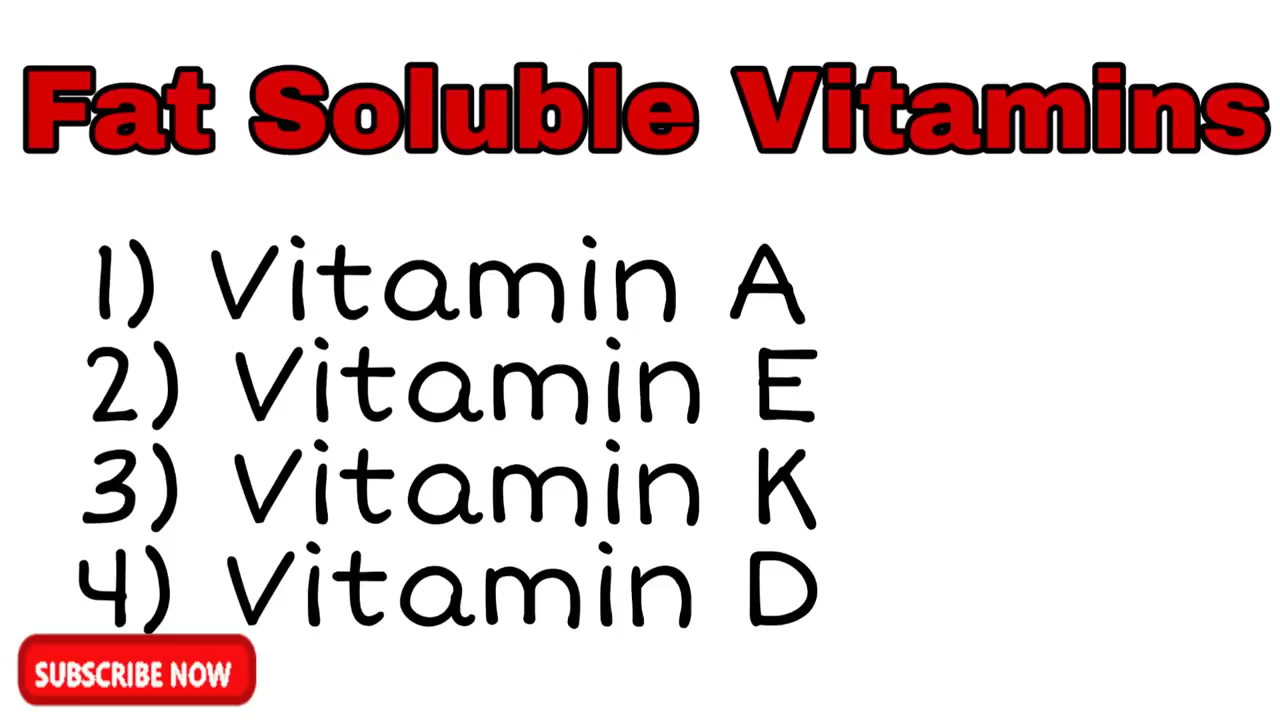 Fat Soluble Vitamins
1) Vitamin A
2) Vitamin E
3) Vitamin K
4) Vitamin D
SUBSCRIBE NOW